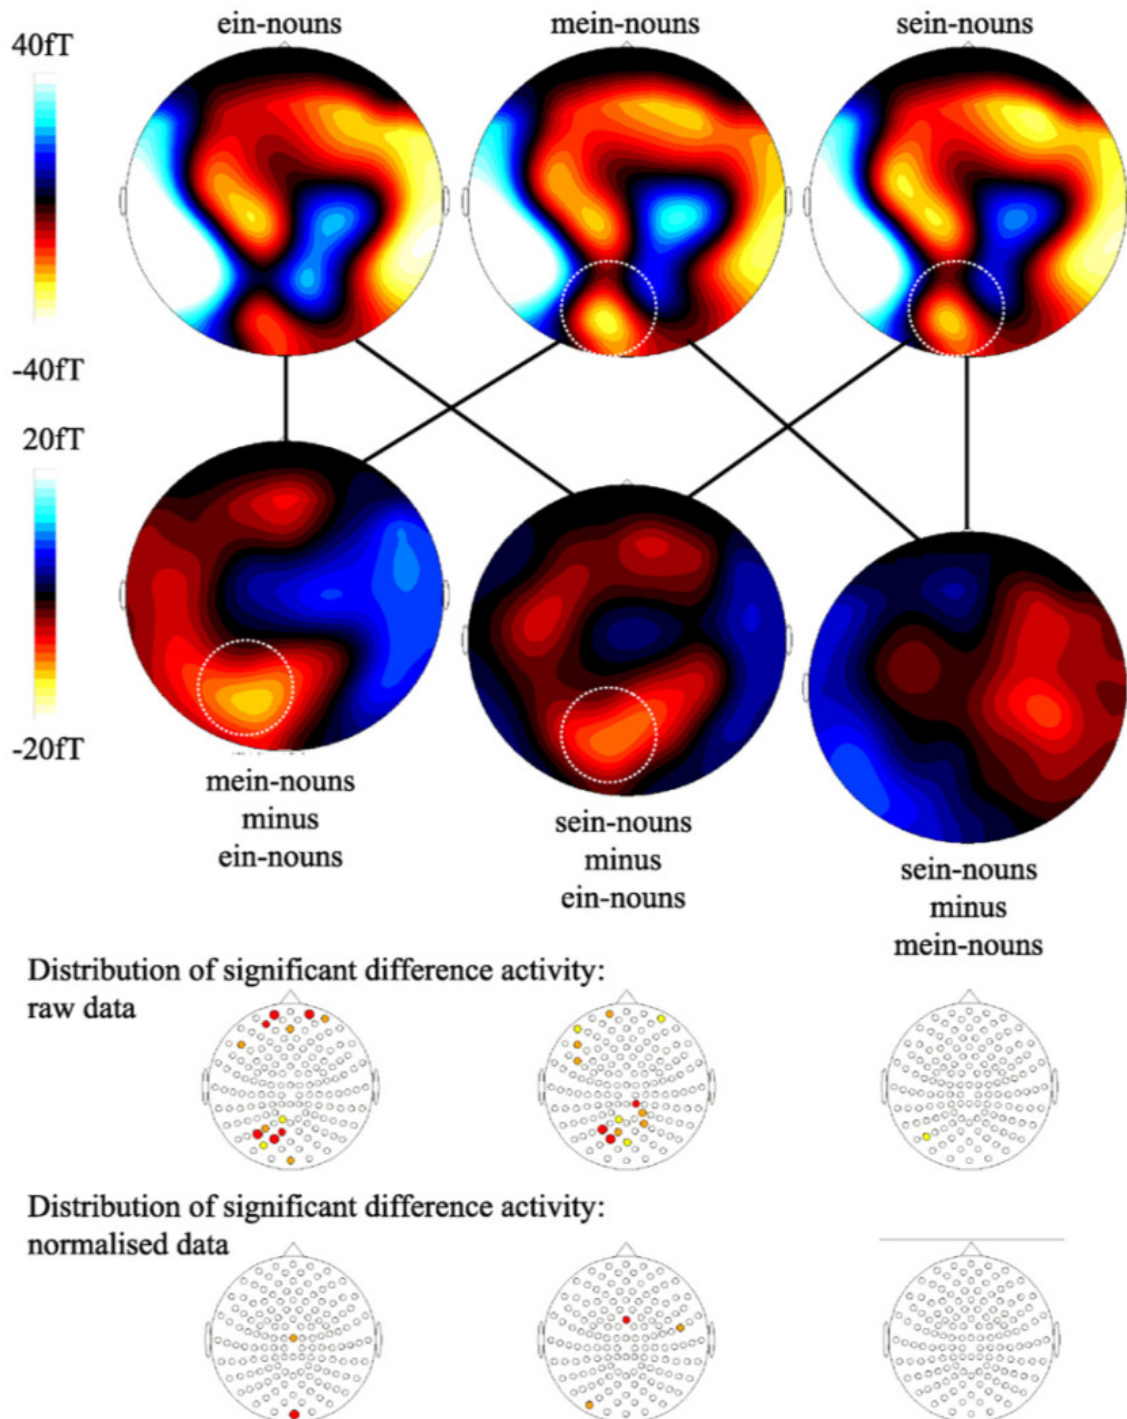 ein-nouns
mein-nouns
sein-nouns
40fT
-40fT
20fT
-20fT
mein-nouns
minus
ein-nouns
sein-nouns
minus
ein-nouns
sein-nouns
minus
mein-nouns
Distribution of significant difference activity:
raw data
Distribution of significant difference activity:
normalised data